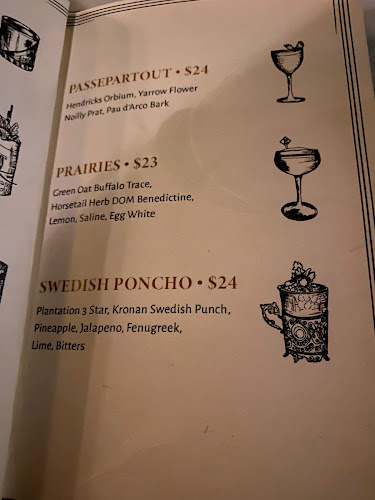 PASSEPARTOUT • $24
Hendricks Orbium, Yarrow Flower
Noilly Prat, Pau d'Arco Bark
PRAIRIES • $23
Green Oat Buffalo Trace,
Horsetail Herb DOM Benedictine,
Lemon, Saline, Egg White
SWEDISH PONCHO • $24
Plantation 3 Star, Kronan Swedish Punch,
Pineapple, Jalapeno, Fenugreek,
Lime, Bitters